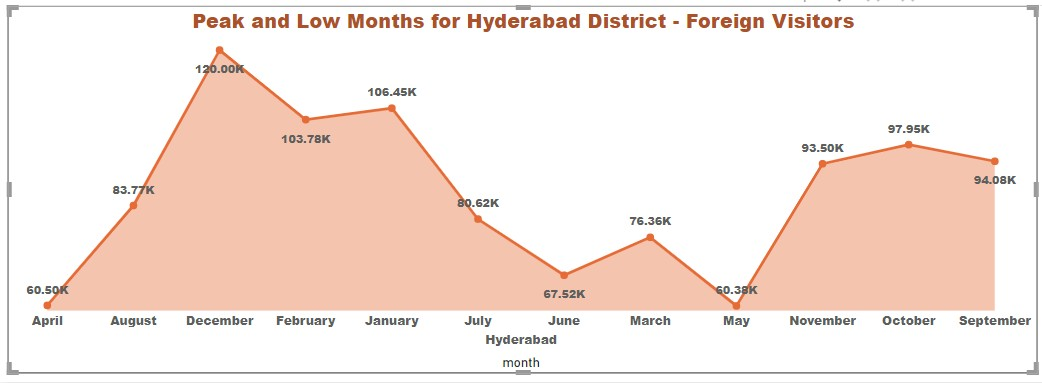 Peak and Low Months for Hyderabad District - Foreign Visitors
120.00K
106.45K
103.78K
97.95K
93.50K
94.08K
83.77K
80.62K
76.36K
60.50K
67.52K
60.38K
April August December February January July June March May November October September
Hyderabad
month